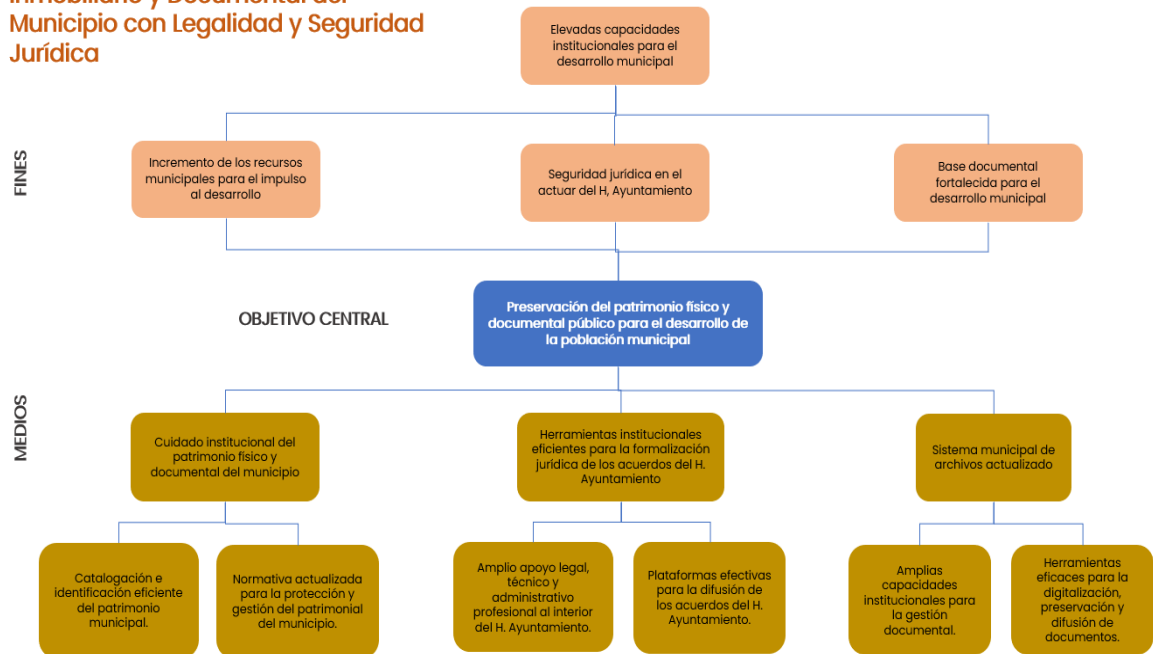 Inmobiliario y Documental del
Municipio con Legalidad y Seguridad
Jurídica
Elevadas capacidades
institucionales para el
desarrollo municipal
FINES
Incremento de los recursos
municipales para el impulso
al desarrollo
Seguridad jurídica en el
actuar del H, Ayuntamiento
Base documental
fortalecida para el
desarrollo municipal
OBJETIVO CENTRAL
Preservación del patrimonio físico y
documental público para el desarrollo de
la población municipal
MEDIOS
Cuidado institucional del
patrimonio físico y
documental del municipio
Herramientas institucionales
eficientes para la formalización
jurídica de los acuerdos del H.
Ayuntamiento
Sistema municipal de
archivos actualizado
Catalogación e
identificación eficiente
del patrimonio
municipal.
Normativa actualizada
para la protección y
gestión del patrimonial
del municipio.
Amplio apoyo legal,
técnico y
administrativo
profesional al interior
del H. Ayuntamiento.
Plataformas efectivas
para la difusión de
los acuerdos del H.
Ayuntamiento.
Amplias
capacidades
institucionales para
la gestión
documental.
Herramientas
eficaces para la
digitalización,
preservación y
difusión de
documentos.